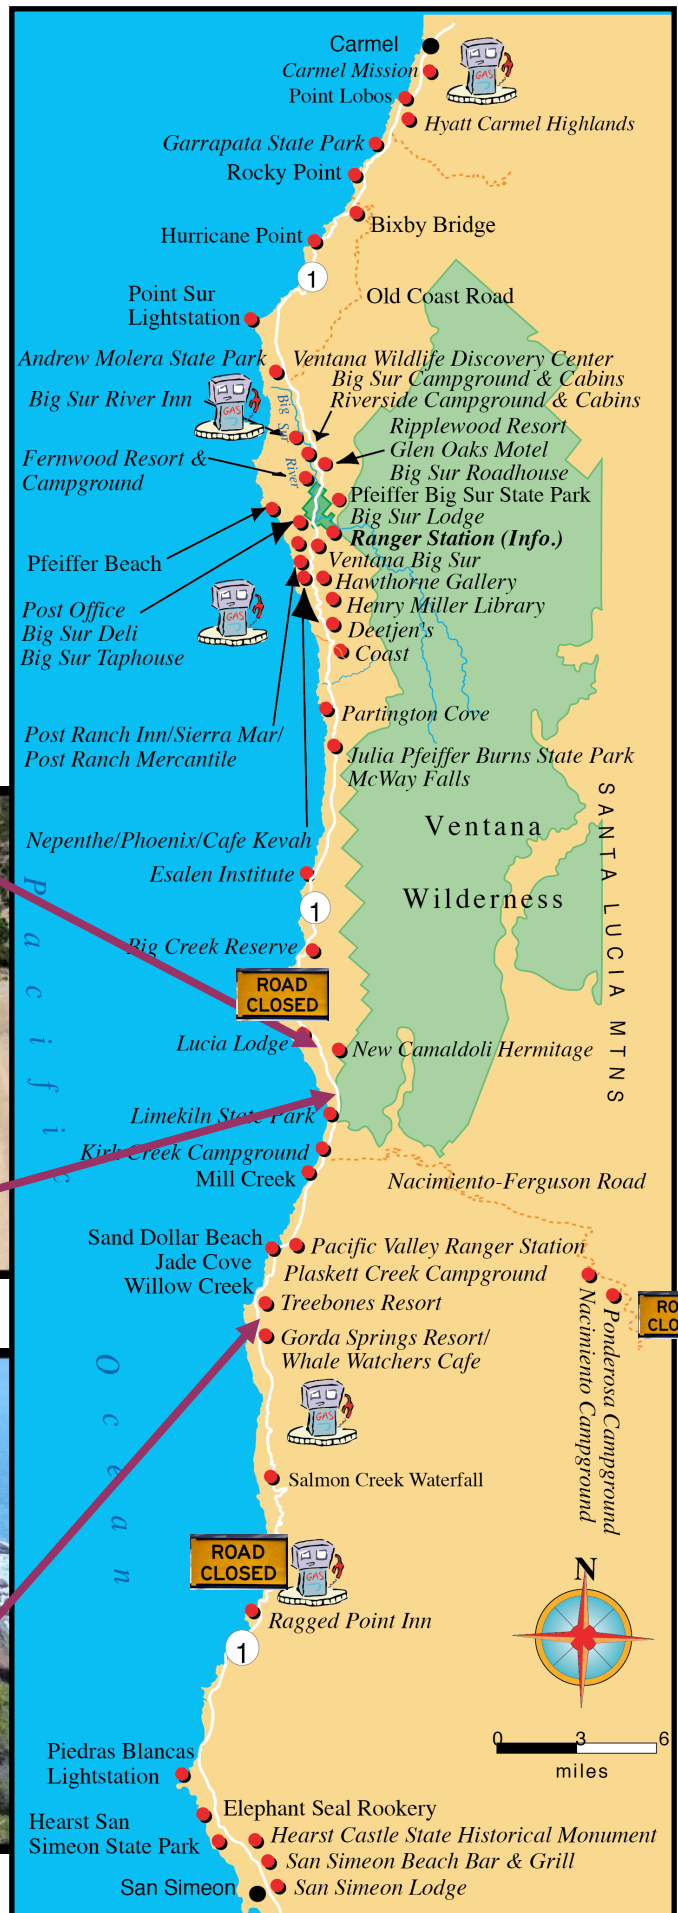 Carmel
Carmel Mission
GAS
Point Lobos
Hyatt Carmel Highlands
Garrapata State Park
Rocky Point
Bixby Bridge
Hurricane Point
1
Old Coast Road
Point Sur
Lightstation
Andrew Molera State Park
Ventana Wildlife Discovery Center
Big Sur Campground & Cabins
Riverside Campground & Cabins
Big Sur River Inn
GAS
Big Sur River
Ripplewood Resort
Glen Oaks Motel
Big Sur Roadhouse
Fernwood Resort &
Campground
Pfeiffer Big Sur State Park
Big Sur Lodge
Ranger Station (Info.)
Pfeiffer Beach
Ventana Big Sur
Hawthorne Gallery
Henry Miller Library
Post Office
Big Sur Deli
Big Sur Taphouse
GAS
Deetjen's
Coast
Partington Cove
Post Ranch Inn/Sierra Mar/
Post Ranch Mercantile
Julia Pfeiffer Burns State Park
McWay Falls
Nepenthe/Phoenix/Cafe Kevah
Ventana
Wilderness
SANTA LUCIA MTNS
Esalen Institute
1
Pacific
Big Creek Reserve
ROAD
CLOSED
Lucia Lodge
New Camaldoli Hermitage
Limekiln State Park
Kirk Creek Campground
Mill Creek
Nacimiento-Ferguson Road
Sand Dollar Beach
Jade Cove
Willow Creek
Pacific Valley Ranger Station
Plaskett Creek Campground
Treebones Resort
Gorda Springs Resort/
Whale Watchers Cafe
RO
CLO
Nacimiento Campground
Ponderosa Campground
Ocean
GAS
Salmon Creek Waterfall
ROAD
CLOSED
GAS
Ragged Point Inn
1
N
0 3 6
miles
Piedras Blancas
Lightstation
Elephant Seal Rookery
Hearst San
Simeon State Park
Hearst Castle State Historical Monument
San Simeon Beach Bar & Grill
San Simeon
San Simeon Lodge